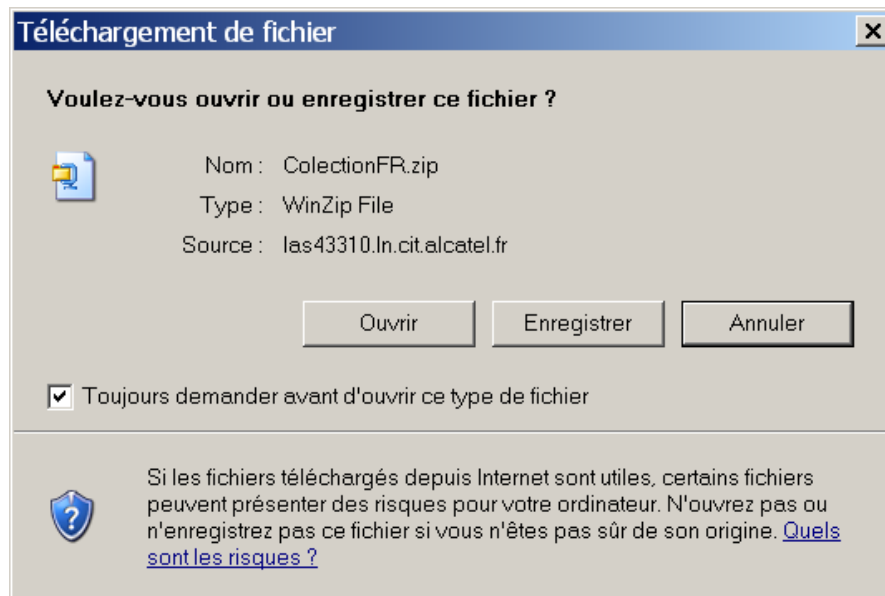 Téléchargement de fichier
Voulez-vous ouvrir ou enregistrer ce fichier ?
Nom : ColectionFR.zip
Type : WinZip File
Source : las43310.ln.cit.alcatel.fr
Ouvrir Enregistrer Annuler
Toujours demander avant d'ouvrir ce type de fichier
Si les fichiers téléchargés depuis Internet sont utiles, certains fichiers
peuvent présenter des risques pour votre ordinateur. N'ouvrez pas ou
n'enregistrez pas ce fichier si vous n'êtes pas sûr de son origine. Quels
sont les risques ?